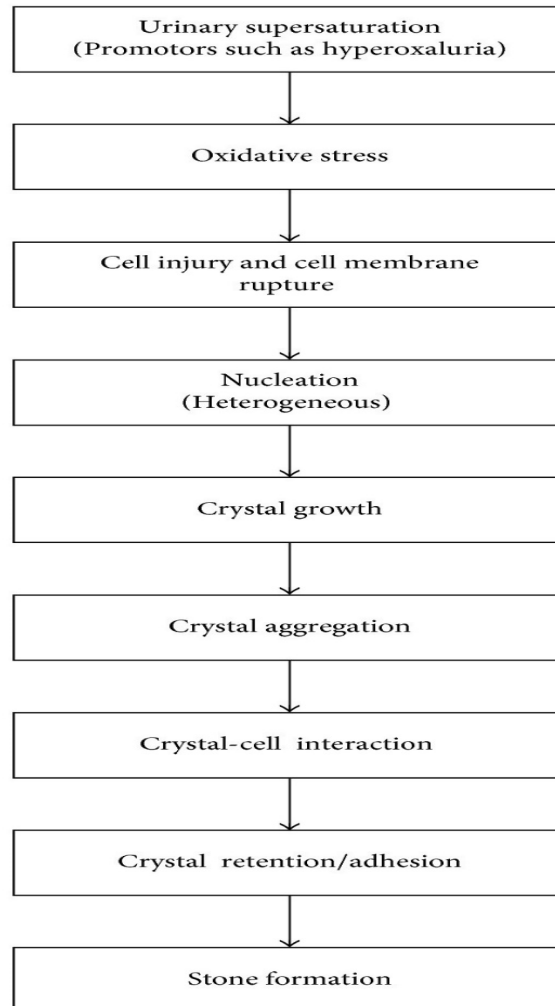 Urinary supersaturation
(Promotors such as hyperoxaluria)
Oxidative stress
Cell injury and cell membrane
rupture
Nucleation
(Heterogeneous)
Crystal growth
Crystal aggregation
Crystal-cell interaction
Crystal retention/adhesion
Stone formation